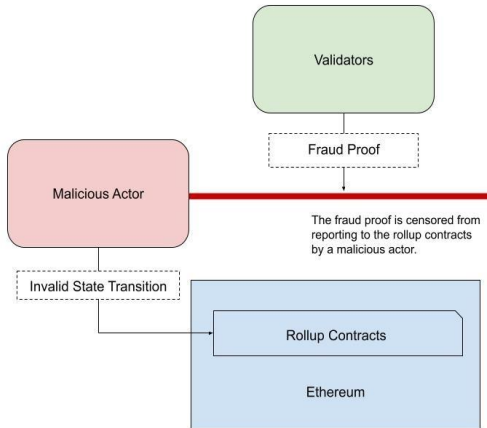 Validators
Fraud Proof
Malicious Actor
The fraud proof is censored from
reporting to the rollup contracts
by a malicious actor.
Invalid State Transition
Rollup Contracts
Ethereum